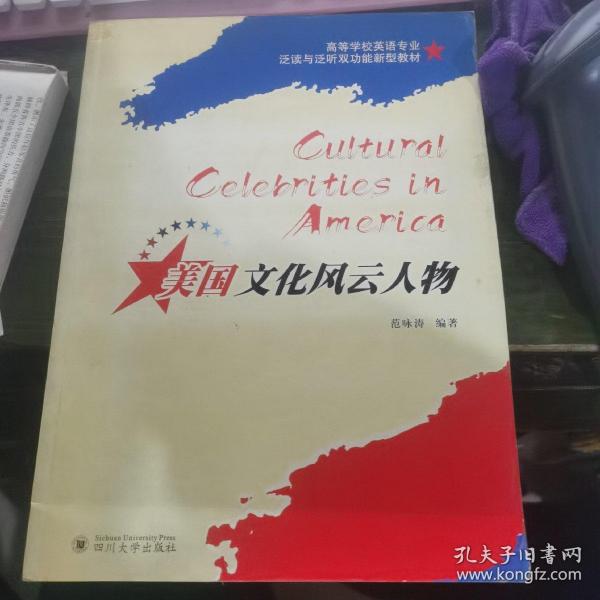 高等学校英语专业
泛读与泛听双功能新型教材
Cultural
Celebrities in
America
美国文化风云人物
范咏涛 编著
Sichuan University Press
四川大学出版社
孔夫子旧书网
www.kongfz.com